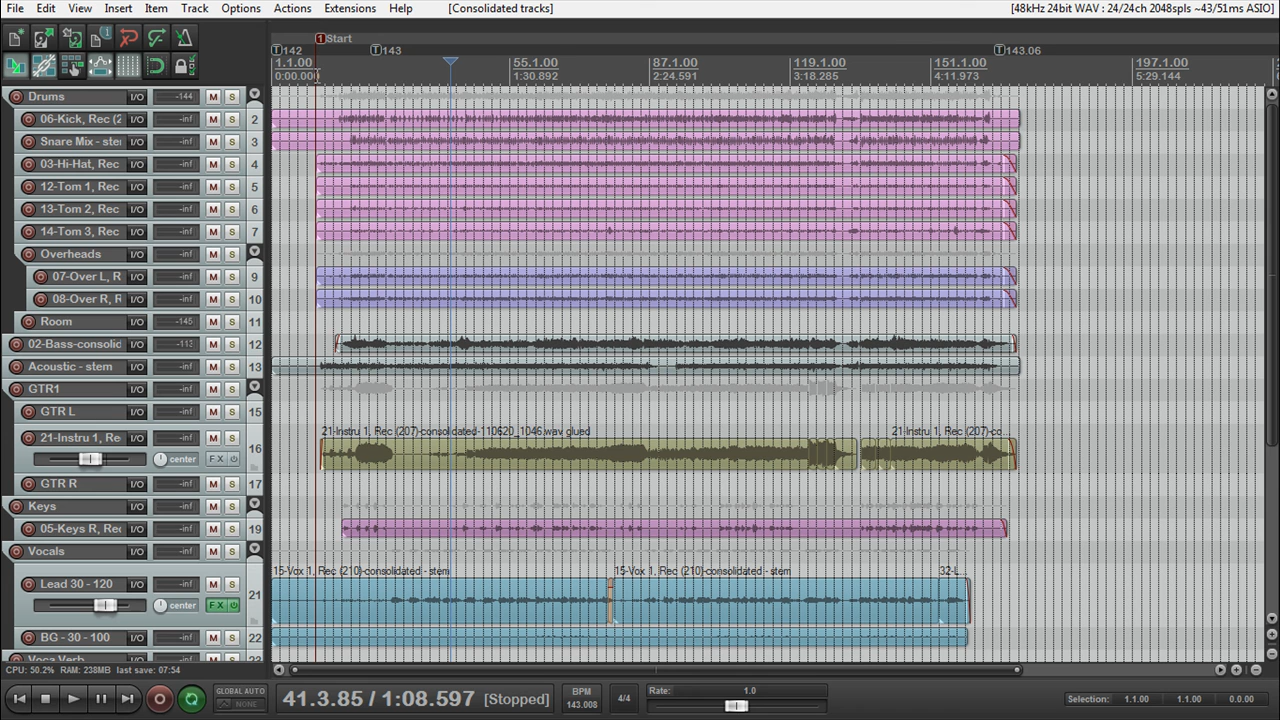 File Edit View Insert Item Track Options Actions Extensions Help [Consolidated tracks] [48kHz 24bit WAV : 24/24ch 2048spls ~43/51ms ASIO]
1 Start
T 142 T 143 T 143.06
1.1.00 55.1.00 87.1.00 119.1.00 151.1.00 197.1.00
0:00.000 1:30.892 2:24.591 3:18.285 4:11.973 5:29.144
Drums I/O -144 M S
06-Kick, Rec (2 I/O -inf M S 2
Snare Mix - ste I/O -inf M S 3
03-Hi-Hat, Rec I/O -inf M S 4
12-Tom 1, Rec I/O -inf M S 5
13-Tom 2, Rec I/O -inf M S 6
14-Tom 3, Rec I/O -inf M S 7
Overheads I/O -inf M S
07-Over L, R I/O -inf M S 9
08-Over R, R I/O -inf M S 10
Room I/O -145 M S 11
02-Bass-consolid I/O -113 M S 12
Acoustic - stem I/O -inf M S 13
GTR1 I/O -inf M S
GTR L I/O -inf M S 15
21-Instru 1, Rec (207)-consolidated-110620_1046.wav glued 21-Instru 1, Rec (207)-co...
21-Instru 1, Re I/O -inf M S 16
center FX
GTR R I/O -inf M S 17
Keys I/O -inf M S
05-Keys R, Rec I/O -inf M S 19
Vocals I/O -inf M S
15-Vox 1, Rec (210)-consolidated - stem 15-Vox 1, Rec (210)-consolidated - stem 32-L...
Lead 30 - 120 I/O -inf M S 21
center FX
BG - 30 - 100 I/O -inf M S 22
CPU: 50.2% RAM: 238MB last save: 07:54
GLOBAL AUTO
NONE
41.3.85 / 1:08.597 [Stopped]
BPM
143.008
4/4
Rate: 1.0
Selection: 1.1.00 1.1.00 0.0.00